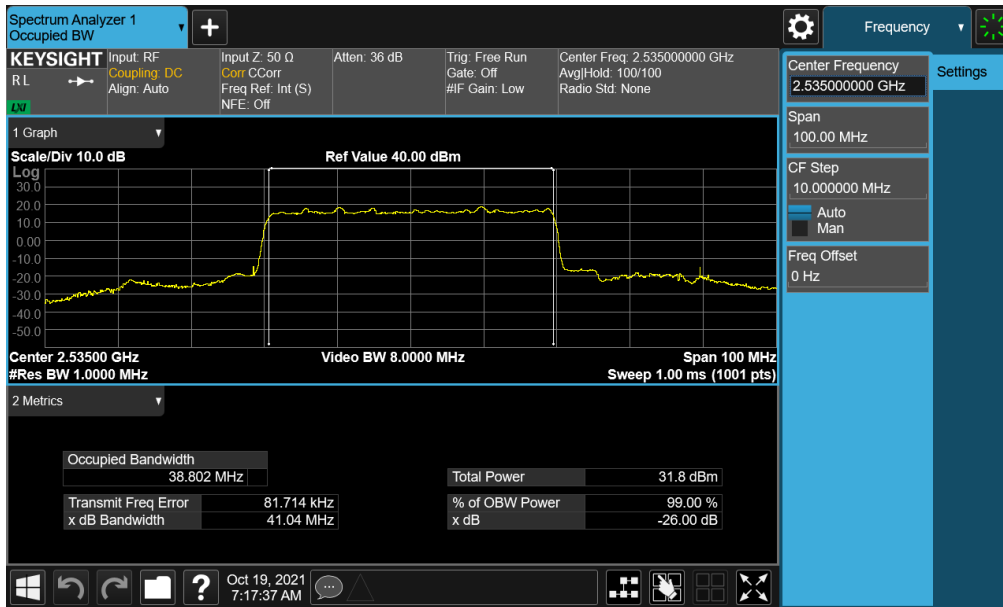 Spectrum Analyzer 1
Occupied BW
Frequency
KEYSIGHT
R L
LXI
Input: RF
Coupling: DC
Align: Auto
Input Z: 50 Ω
Corr CCorr
Freq Ref: Int (S)
NFE: Off
Atten: 36 dB
Trig: Free Run
Gate: Off
#IF Gain: Low
Center Freq: 2.535000000 GHz
Avg|Hold: 100/100
Radio Std: None
Center Frequency
2.535000000 GHz
Settings
Span
100.00 MHz
CF Step
10.000000 MHz
Auto
Man
Freq Offset
0 Hz
1 Graph
Scale/Div 10.0 dB
Ref Value 40.00 dBm
Log
30.0
20.0
10.0
0.00
-10.0
-20.0
-30.0
-40.0
-50.0
Center 2.53500 GHz
Video BW 8.0000 MHz
Span 100 MHz
#Res BW 1.0000 MHz
Sweep 1.00 ms (1001 pts)
2 Metrics
Occupied Bandwidth
38.802 MHz
Total Power
31.8 dBm
Transmit Freq Error
81.714 kHz
% of OBW Power
99.00 %
x dB Bandwidth
41.04 MHz
x dB
-26.00 dB
?
Oct 19, 2021
7:17:37 AM